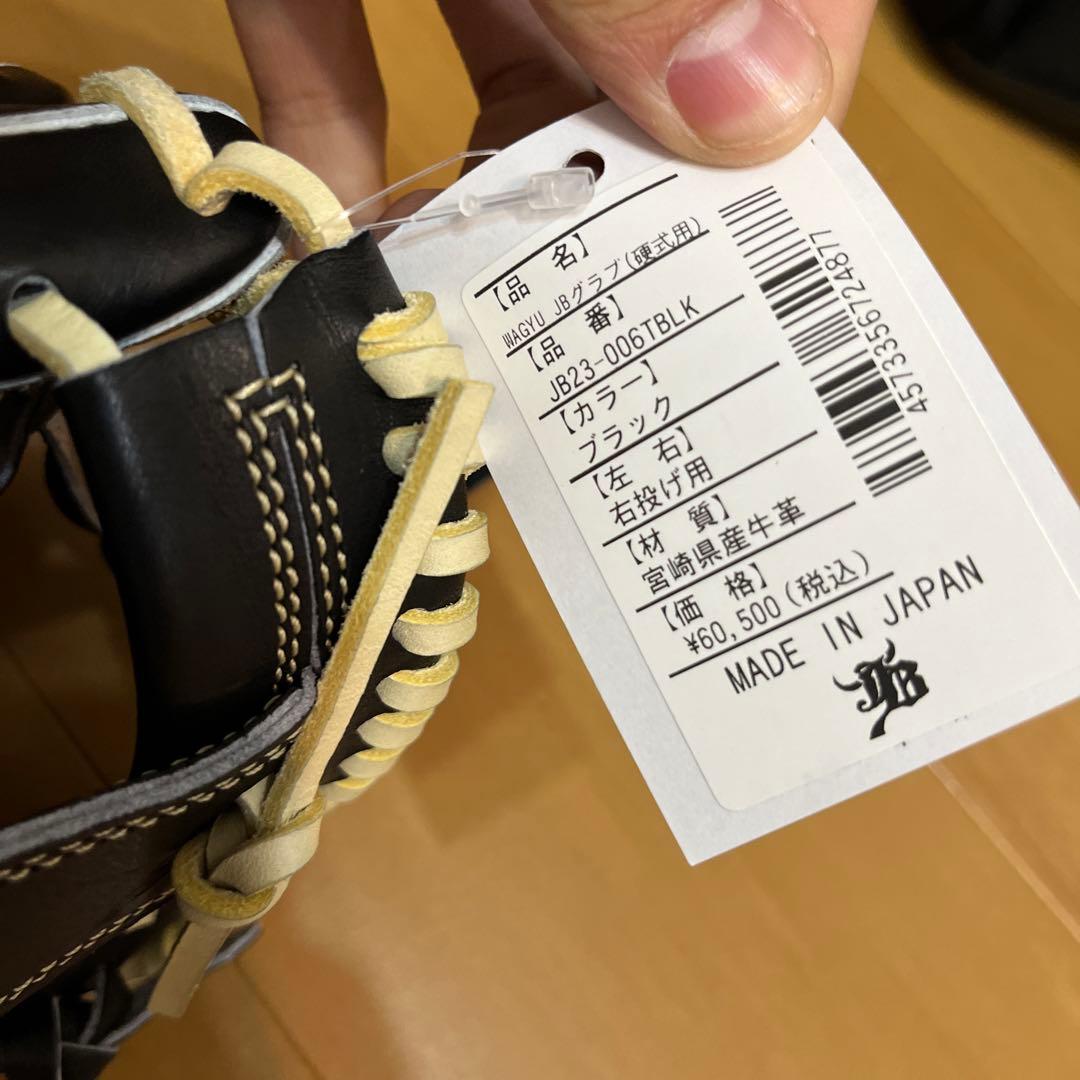 【品 名】
WAGYU JBグラブ(硬式用)
【品 番】
JB23-006TBLK
【カラー】
ブラック
【左 右】
右投げ用
【材 質】
宮崎県産牛革
【価 格】
¥60,500(税込)
MADE IN JAPAN
4573356724877